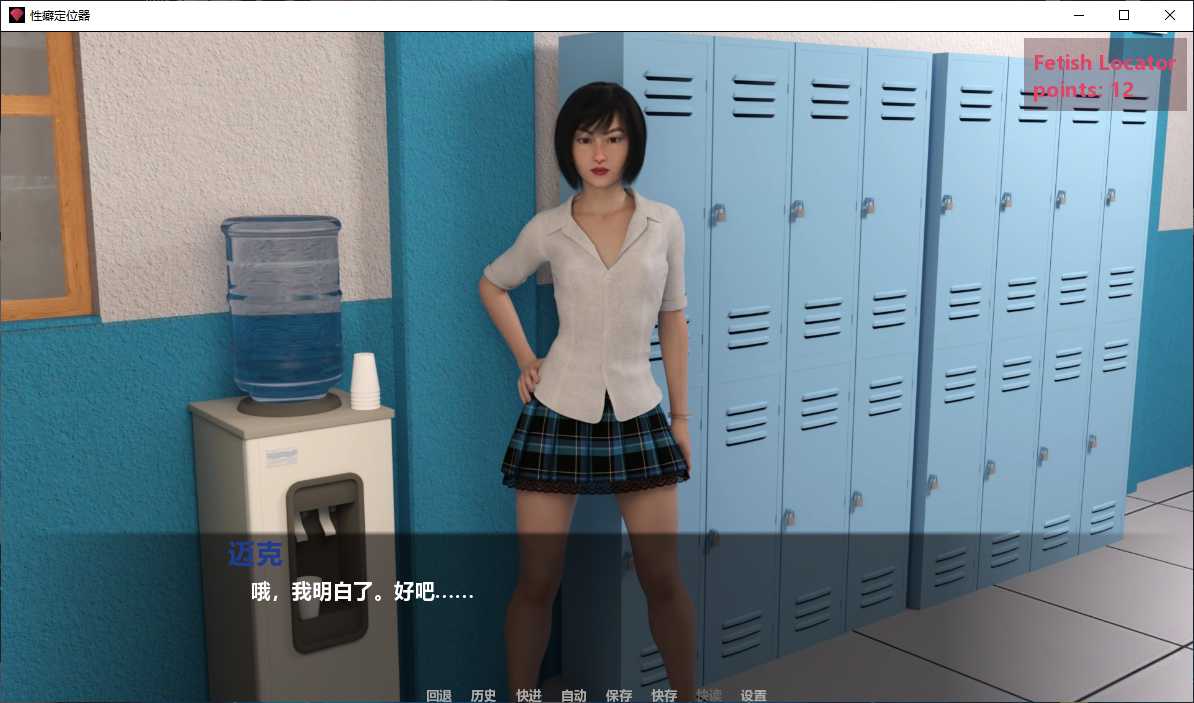 性癖定位器
Fetish Locator
points: 12
迈克
哦，我明白了。好吧……
回退 历史 快进 自动 保存 快存 快读 设置